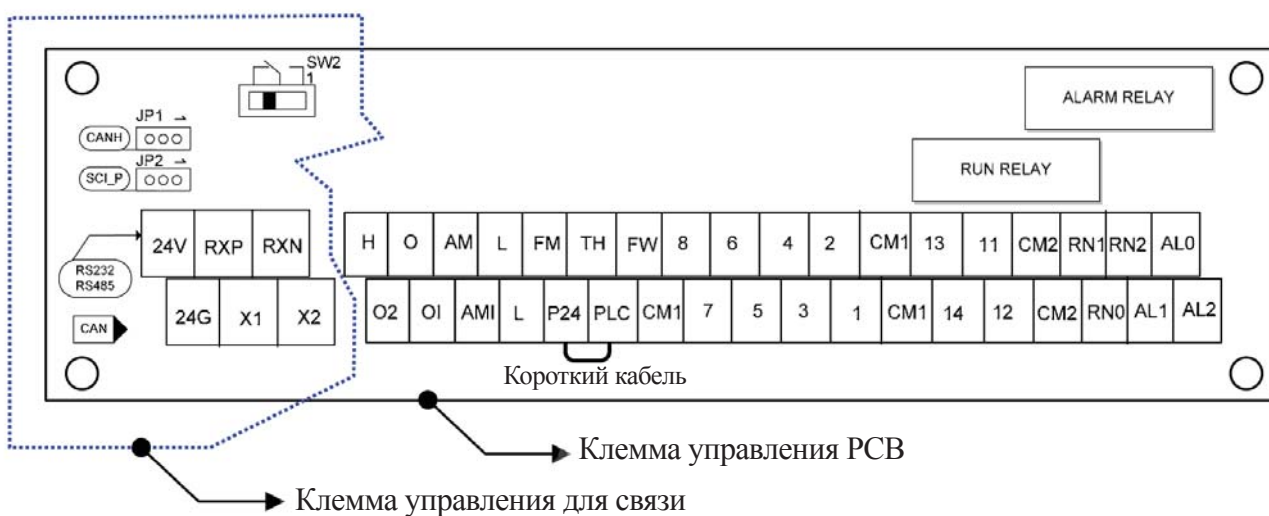 SW2
1
ALARM RELAY
JP1
CANH
JP2
SCI_P
RUN RELAY
24V RXP RXN H O AM L FM TH FW 8 6 4 2 CM1 13 11 CM2 RN1 RN2 AL0
RS232
RS485
24G X1 X2 O2 OI AMI L P24 PLC CM1 7 5 3 1 CM1 14 12 CM2 RN0 AL1 AL2
CAN
Короткий кабель
Клемма управления PCB
Клемма управления для связи